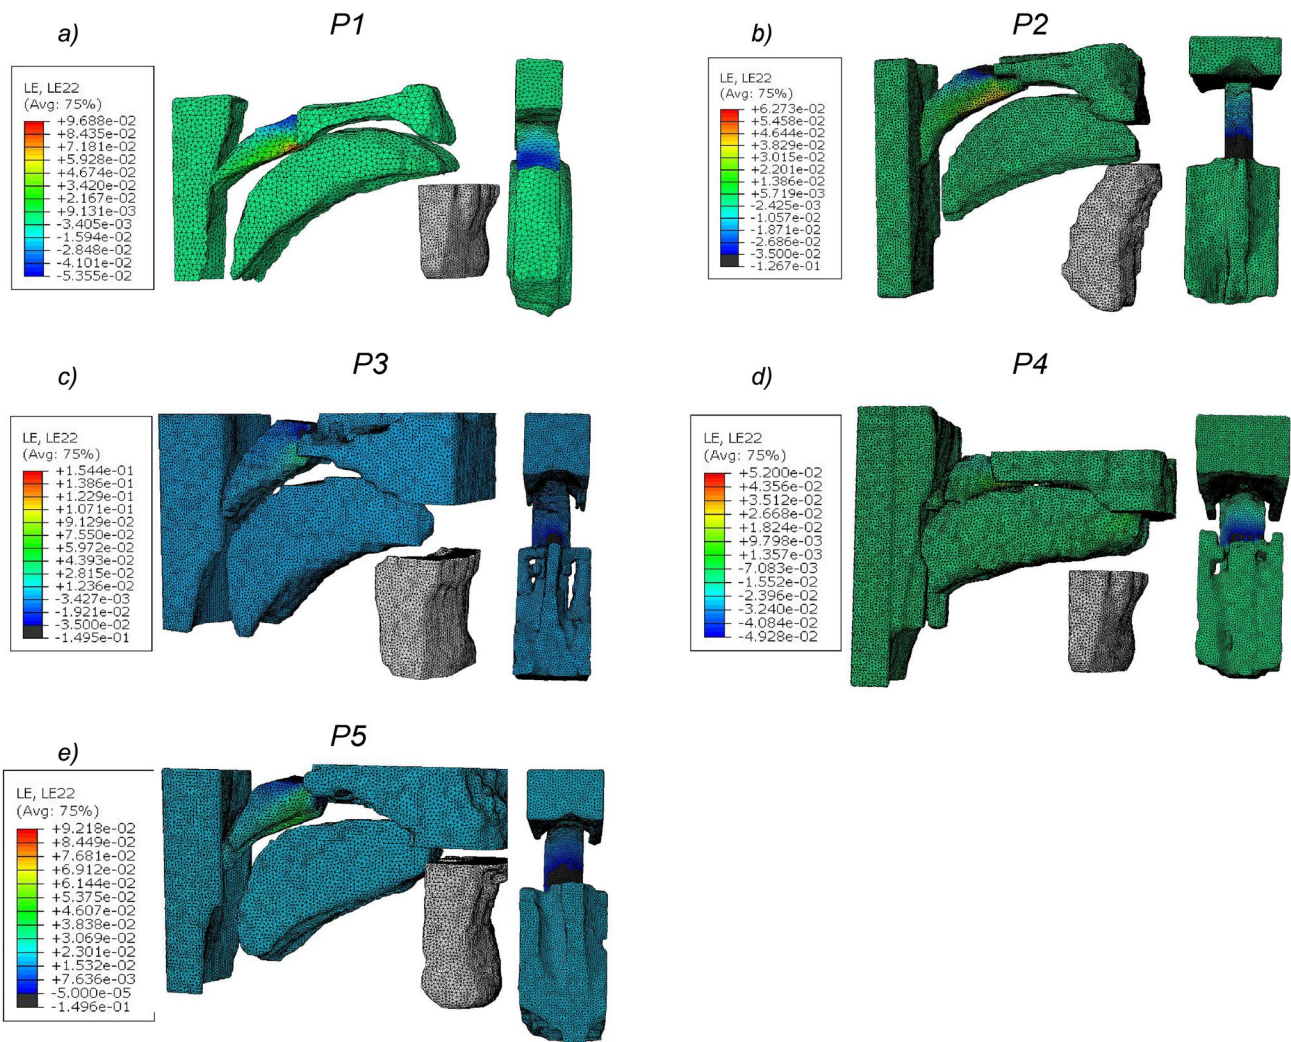 a)
P1
LE, LE22
(Avg: 75%)
+9.688e-02
+8.435e-02
+7.181e-02
+5.928e-02
+4.674e-02
+3.420e-02
+2.167e-02
+9.131e-03
-3.405e-03
-1.594e-02
-2.848e-02
-4.101e-02
-5.355e-02
b)
P2
LE, LE22
(Avg: 75%)
+6.273e-02
+5.458e-02
+4.644e-02
+3.829e-02
+3.015e-02
+2.201e-02
+1.386e-02
+5.719e-03
-2.425e-03
-1.057e-02
-1.871e-02
-2.686e-02
-3.500e-02
-1.267e-01
c)
P3
LE, LE22
(Avg: 75%)
+1.544e-01
+1.386e-01
+1.229e-01
+1.071e-01
+9.129e-02
+7.550e-02
+5.972e-02
+4.393e-02
+2.815e-02
+1.236e-02
-3.427e-03
-1.921e-02
-3.500e-02
-1.495e-01
d)
P4
LE, LE22
(Avg: 75%)
+5.200e-02
+4.356e-02
+3.512e-02
+2.668e-02
+1.824e-02
+9.798e-03
+1.357e-03
-7.083e-03
-1.552e-02
-2.396e-02
-3.240e-02
-4.084e-02
-4.928e-02
e)
P5
LE, LE22
(Avg: 75%)
+9.218e-02
+8.449e-02
+7.681e-02
+6.912e-02
+6.144e-02
+5.375e-02
+4.607e-02
+3.838e-02
+3.069e-02
+2.301e-02
+1.532e-02
+7.636e-03
-5.000e-05
-1.496e-01